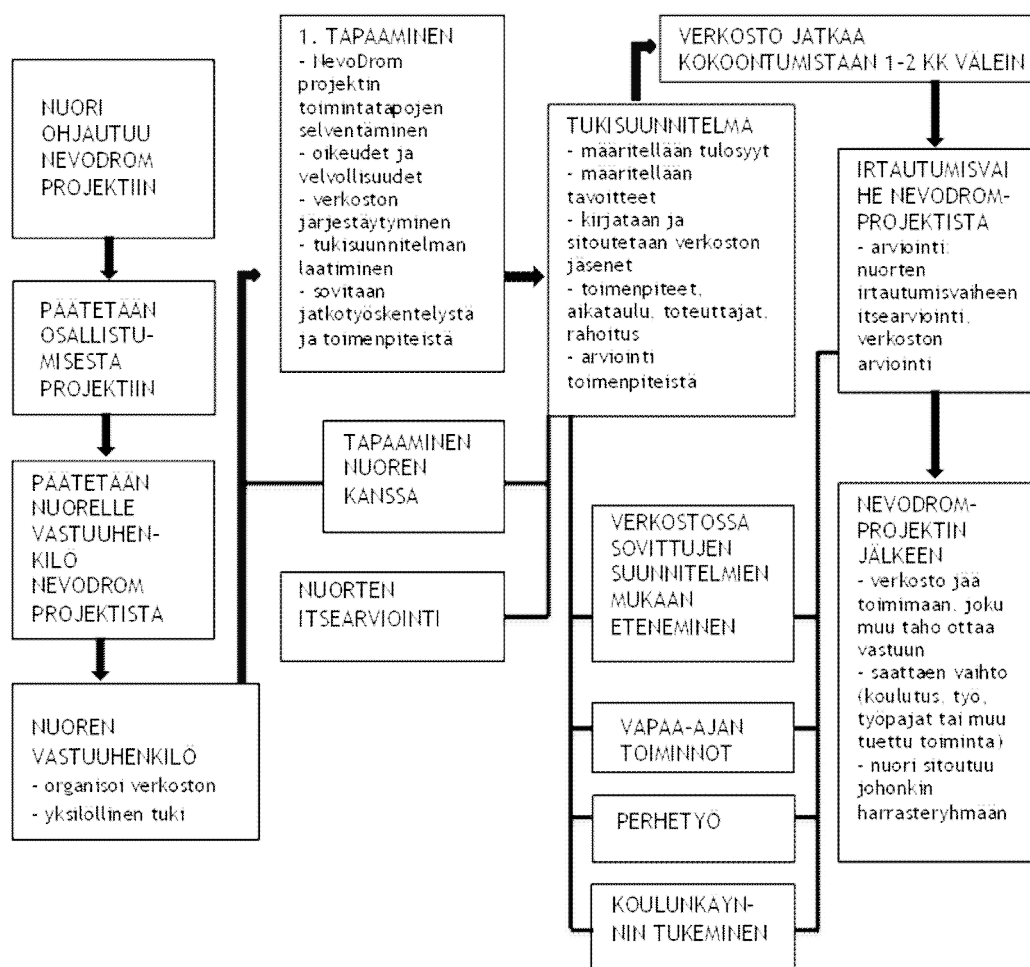 NUORI
OHJAUTUU
NEVODROM
PROJEKTIIN
PÄÄTETÄÄN
OSALLISTU-
MISESTA
PROJEKTIIN
PÄÄTETÄÄN
NUORELLE
VASTUUHEN-
KILÖ
NEVODROM
PROJEKTISTA
NUOREN
VASTUUHENKILÖ
- organisoi verkoston
- yksilöllinen tuki
1. TAPAAMINEN
- NevoDrom
projektin
toimintatapojen
selventäminen
- oikeudet ja
velvollisuudet
- verkoston
järjestäytyminen
- tukisuunnitelman
laatiminen
- sovitaan
jatkotyöskentelystä
ja toimenpiteistä
TAPAAMINEN
NUOREN
KANSSA
NUORTEN
ITSEARVIOINTI
TUKISUUNNITELMA
- määritellään tulosyyt
- määritellään
tavoitteet
- kirjataan ja
sitoutetaan verkoston
jäsenet
- toimenpiteet,
aikataulu, toteuttajat,
rahoitus
- arviointi
toimenpiteistä
VERKOSTOSSA
SOVITTUJEN
SUUNNITELMIEN
MUKAAN
ETENEMINEN
VAPAA-AJAN
TOIMINNOT
PERHETYÖ
KOULUNKAYN-
NIN TUKEMINEN
VERKOSTO JATKAA
KOKOONTUMISTAAN 1-2 KK VÄLEIN
IRTAUTUMISVAI
HE NEVODROM-
PROJEKTISTA
- arviointi:
nuorten
irtautumisvaiheen
itsearviointi,
verkoston
arviointi
NEVODROM-
PROJEKTIN
JÄLKEEN
- verkosto jää
toimimaan, joku
muu taho ottaa
vastuun
- saattaen vaihto
(koulutus, työ,
työpajat tai muu
tuettu toiminta)
- nuori sitoutuu
johonkin
harrasteryhmään